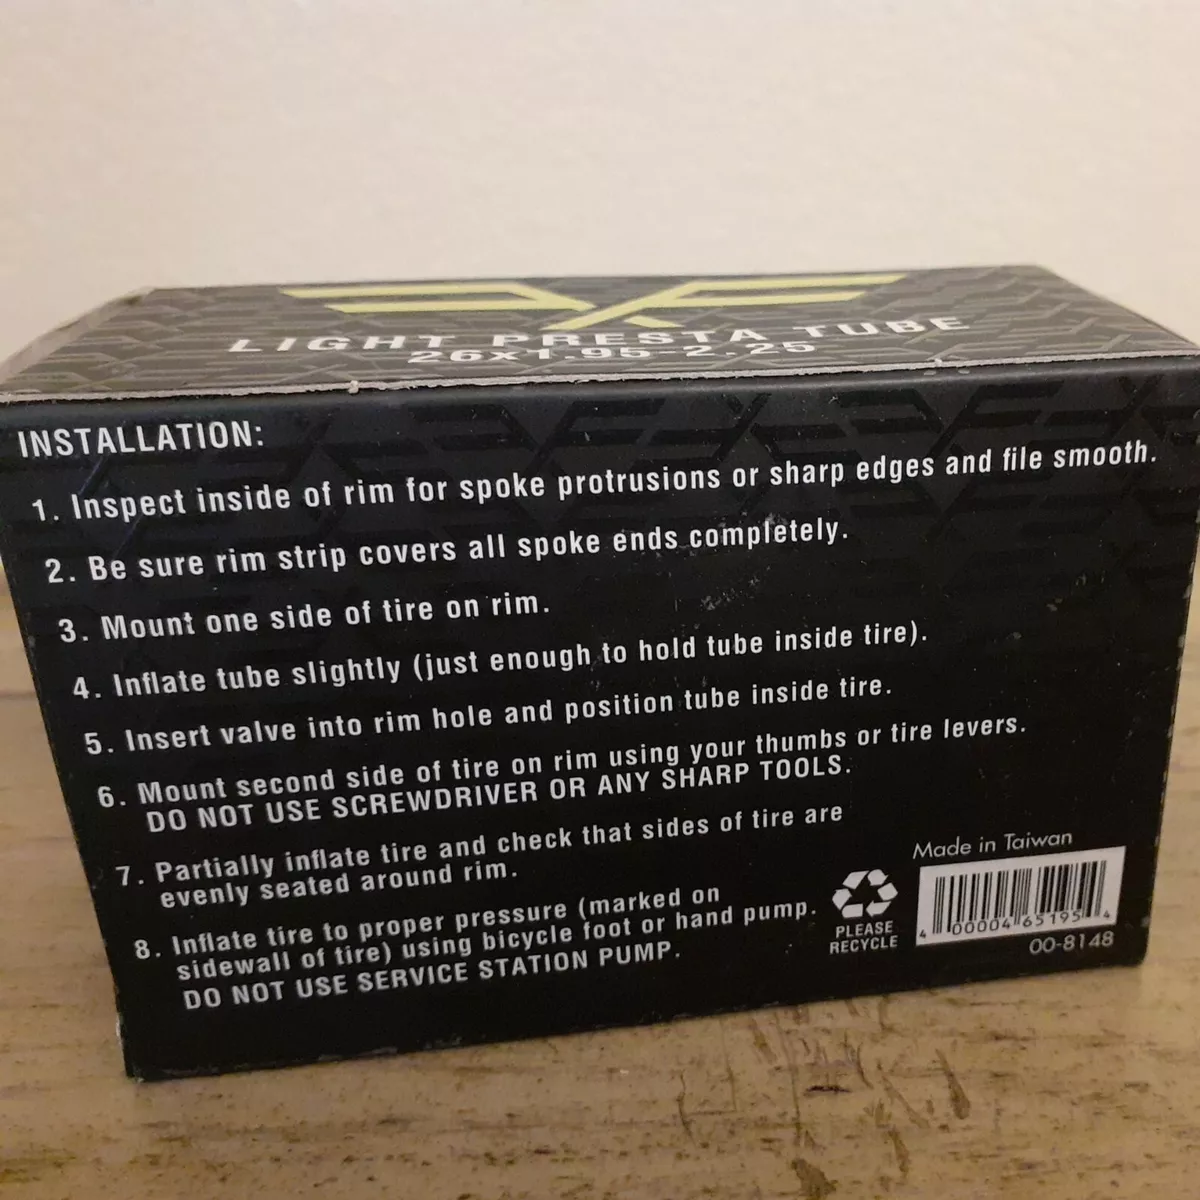 LIGHT PRESTA TUBE
26x1.95-2.25
INSTALLATION:
1. Inspect inside of rim for spoke protrusions or sharp edges and file smooth.
2. Be sure rim strip covers all spoke ends completely.
3. Mount one side of tire on rim.
4. Inflate tube slightly (just enough to hold tube inside tire).
5. Insert valve into rim hole and position tube inside tire.
6. Mount second side of tire on rim using your thumbs or tire levers.
DO NOT USE SCREWDRIVER OR ANY SHARP TOOLS.
7. Partially inflate tire and check that sides of tire are
evenly seated around rim.
8. Inflate tire to proper pressure (marked on
sidewall of tire) using bicycle foot or hand pump.
DO NOT USE SERVICE STATION PUMP.
PLEASE
RECYCLE
Made in Taiwan
4 00004 65195 4
00-8148